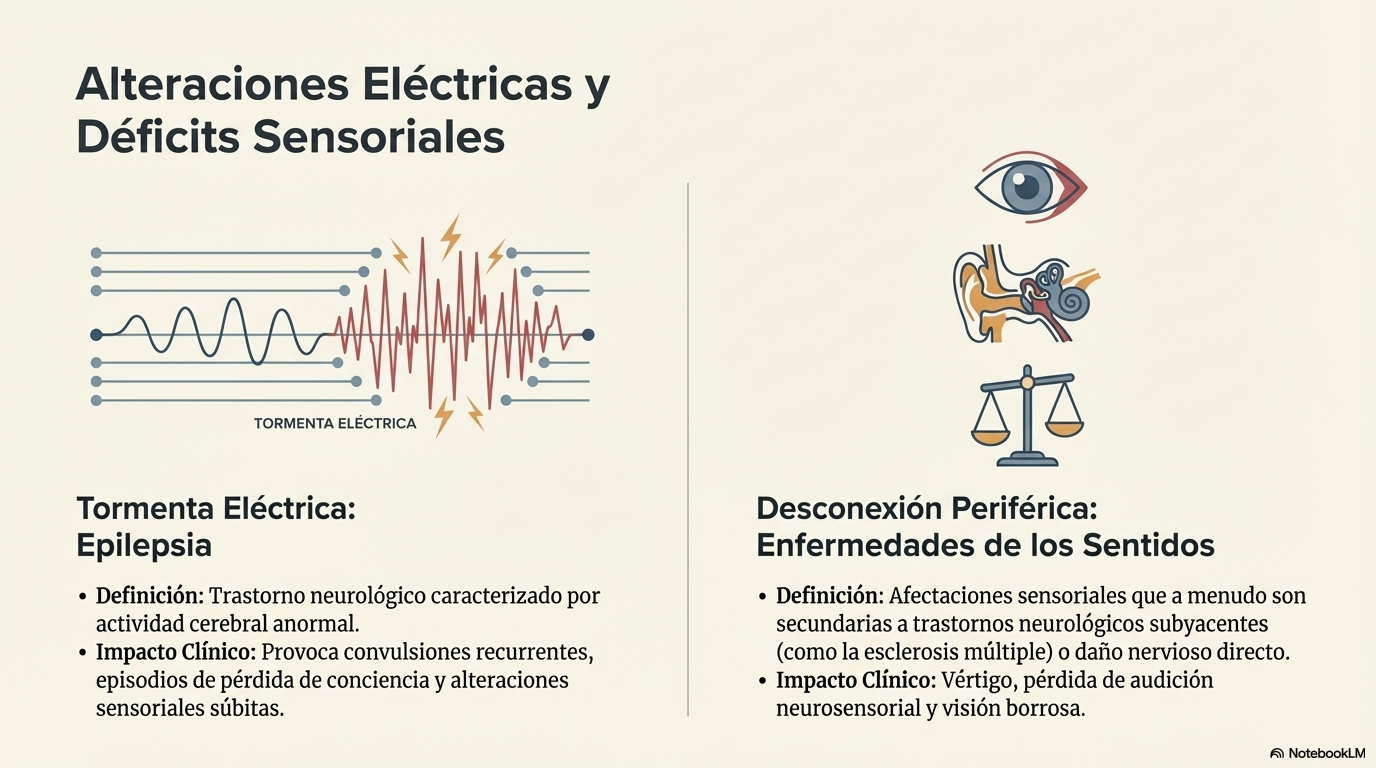 Alteraciones Eléctricas y
Déficits Sensoriales
TORMENTA ELÉCTRICA
Tormenta Eléctrica:
Epilepsia
• Definición: Trastorno neurológico caracterizado por
actividad cerebral anormal.
• Impacto Clínico: Provoca convulsiones recurrentes,
episodios de pérdida de conciencia y alteraciones
sensoriales súbitas.
Desconexión Periférica:
Enfermedades de los Sentidos
• Definición: Afectaciones sensoriales que a menudo son
secundarias a trastornos neurológicos subyacentes
(como la esclerosis múltiple) o daño nervioso directo.
• Impacto Clínico: Vértigo, pérdida de audición
neurosensorial y visión borrosa.
NotebookLM